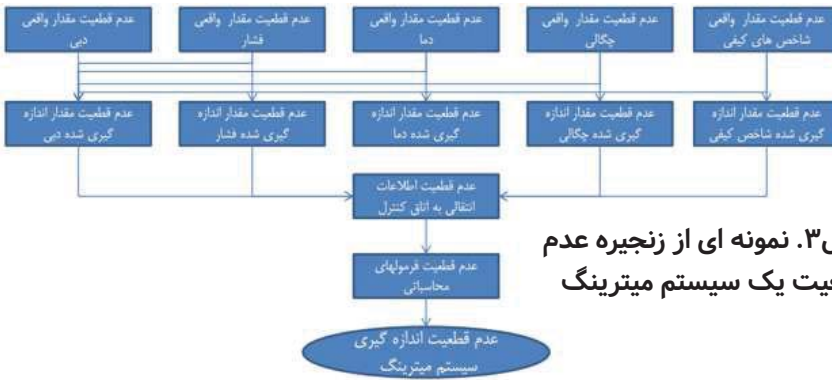 عدم قطعیت مقدار واقعی
شاخص های کیفی
عدم قطعیت مقدار واقعی
چگالی
عدم قطعیت مقدار واقعی
دما
عدم قطعیت مقدار واقعی
فشار
عدم قطعیت مقدار واقعی
دبی
عدم قطعیت مقدار اندازه
گیری شده شاخص کیفی
عدم قطعیت مقدار اندازه
گیری شده چگالی
عدم قطعیت مقدار اندازه
گیری شده دما
عدم قطعیت مقدار اندازه
گیری شده فشار
عدم قطعیت مقدار اندازه
گیری شده دبی
عدم قطعیت اطلاعات
انتقالی به اتاق کنترل
عدم قطعیت فرمولهای
محاسباتی
عدم قطعیت اندازه گیری
سیستم میترینگ
۳. نمونه ای از زنجیره عدم
یک سیستم میترینگ